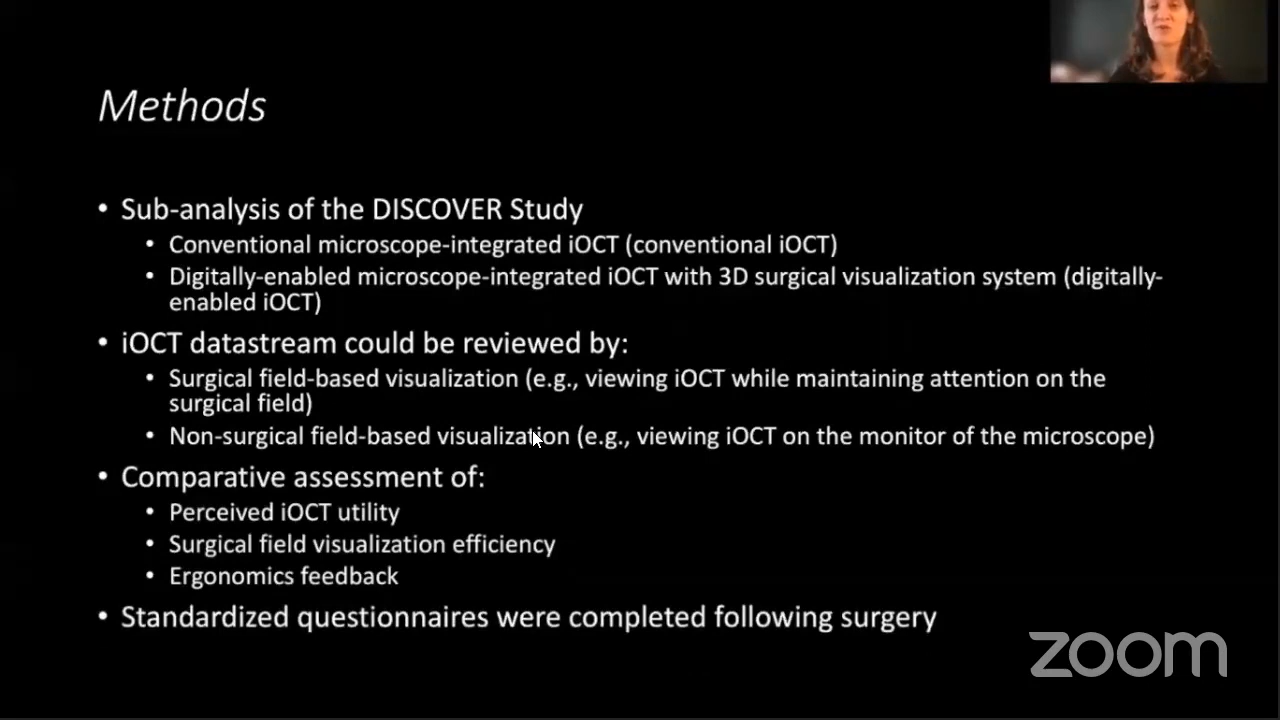 Methods
• Sub-analysis of the DISCOVER Study
• Conventional microscope-integrated iOCT (conventional iOCT)
• Digitally-enabled microscope-integrated iOCT with 3D surgical visualization system (digitally-
enabled iOCT)
• iOCT datastream could be reviewed by:
• Surgical field-based visualization (e.g., viewing iOCT while maintaining attention on the
surgical field)
• Non-surgical field-based visualization (e.g., viewing iOCT on the monitor of the microscope)
• Comparative assessment of:
• Perceived iOCT utility
• Surgical field visualization efficiency
• Ergonomics feedback
• Standardized questionnaires were completed following surgery
zoom